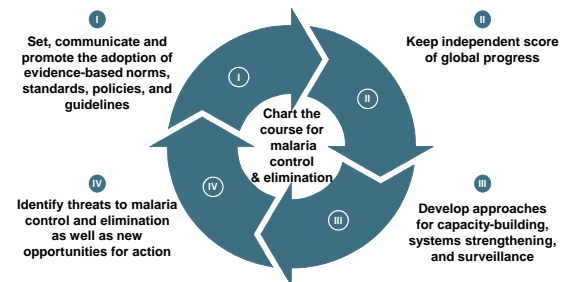 I
Set, communicate and
promote the adoption of
evidence-based norms,
standards, policies, and
guidelines
II
Keep independent score
of global progress
I
II
Chart the
course for
malaria
control
& elimination
IV
III
IV
Identify threats to malaria
control and elimination
as well as new
opportunities for action
III
Develop approaches
for capacity-building,
systems strengthening,
and surveillance